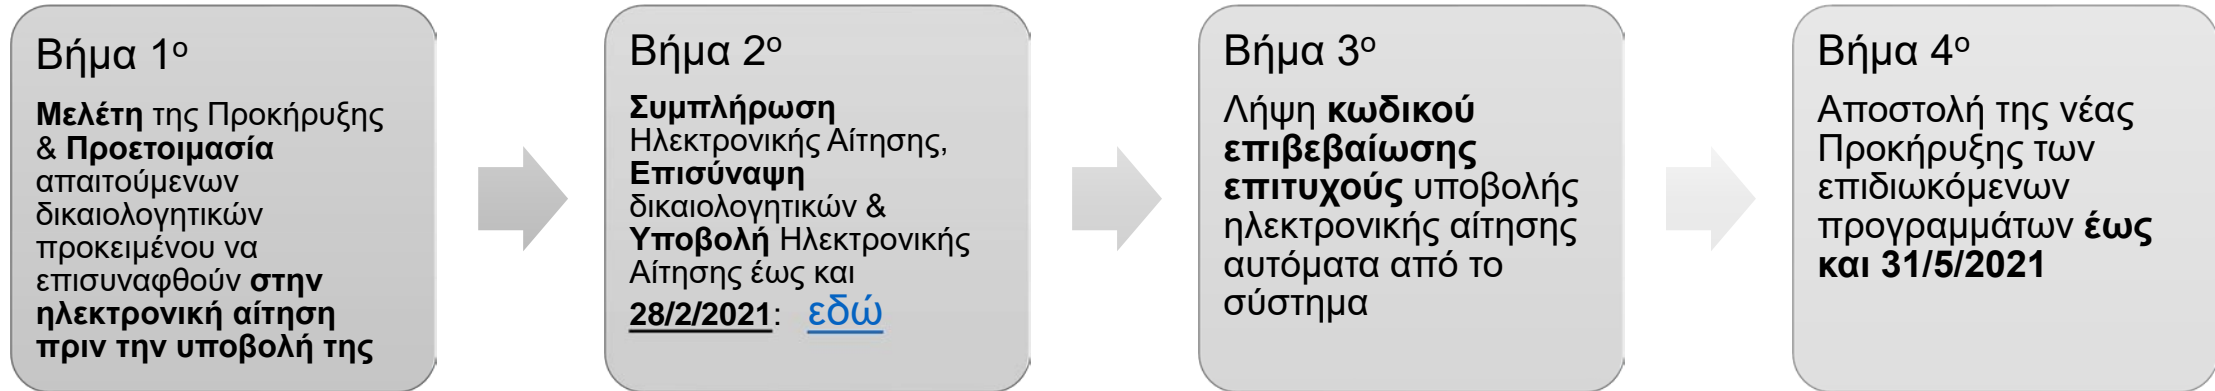 Βήμα 1ο
Μελέτη της Προκήρυξης
& Προετοιμασία
απαιτούμενων
δικαιολογητικών
προκειμένου να
επισυναφθούν στην
ηλεκτρονική αίτηση
πριν την υποβολή της
Βήμα 2ο
Συμπλήρωση
Ηλεκτρονικής Αίτησης,
Επισύναψη
δικαιολογητικών &
Υποβολή Ηλεκτρονικής
Αίτησης έως και
28/2/2021: εδώ
Βήμα 3ο
Λήψη κωδικού
επιβεβαίωσης
επιτυχούς υποβολής
ηλεκτρονικής αίτησης
αυτόματα από το
σύστημα
Βήμα 4ο
Αποστολή της νέας
Προκήρυξης των
επιδιωκόμενων
προγραμμάτων έως
και 31/5/2021